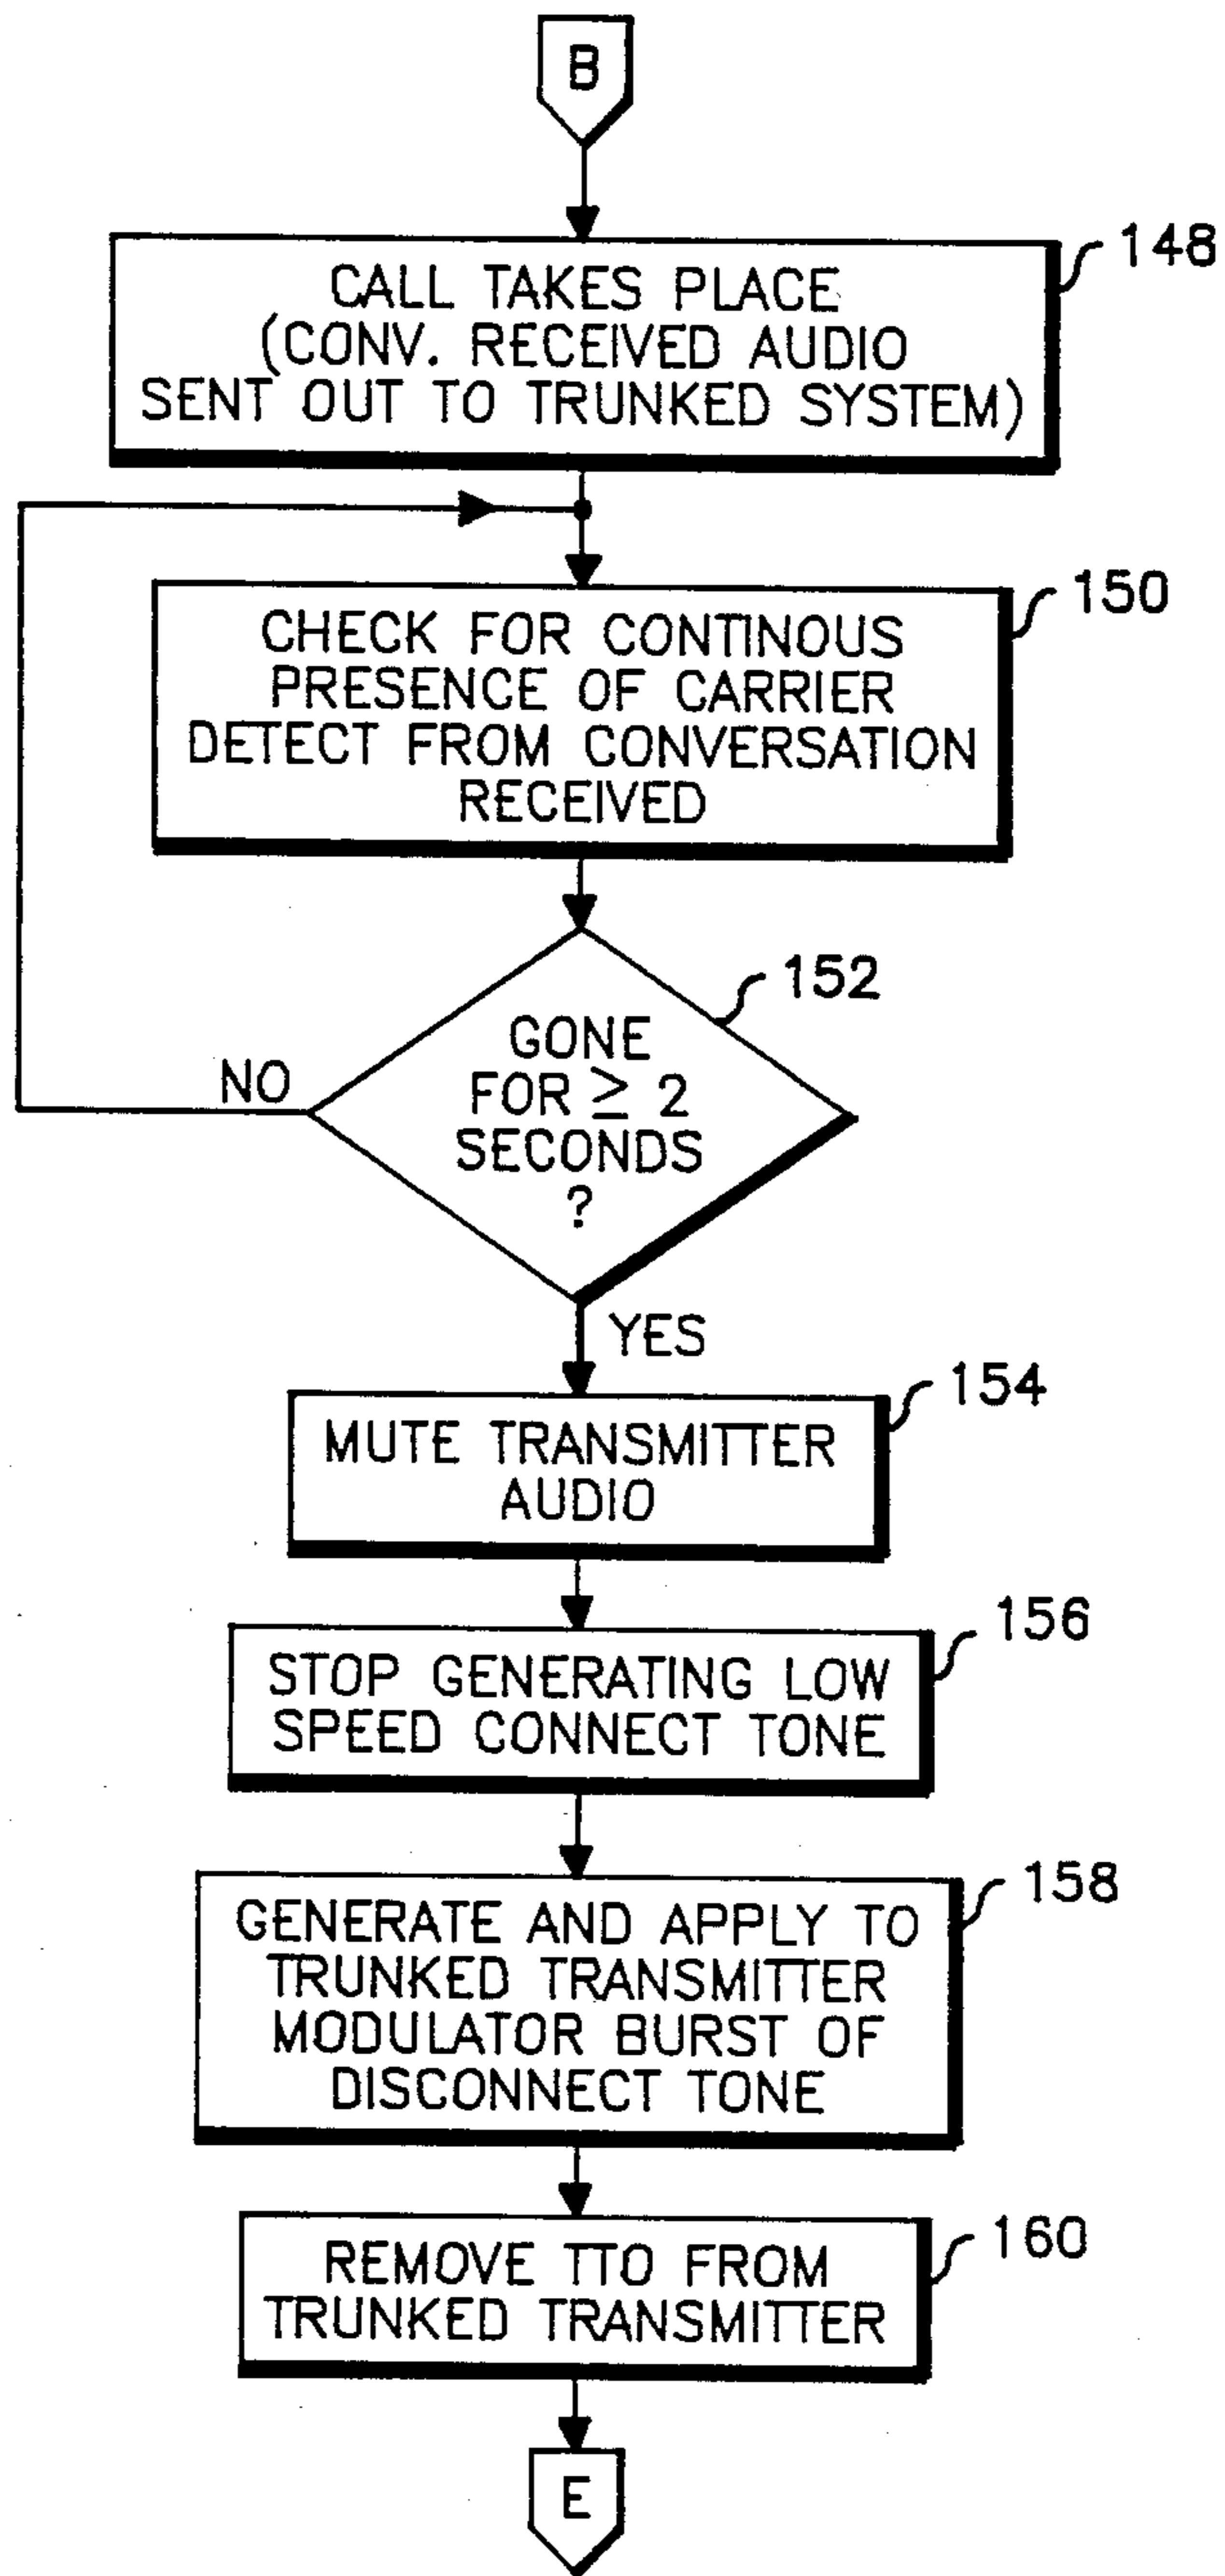 B
148
CALL TAKES PLACE
(CONV. RECEIVED AUDIO
SENT OUT TO TRUNKED SYSTEM)
150
CHECK FOR CONTINOUS
PRESENCE OF CARRIER
DETECT FROM CONVERSATION
RECEIVED
152
GONE
FOR ≥ 2
SECONDS
?
NO
YES
154
MUTE TRANSMITTER
AUDIO
156
STOP GENERATING LOW
SPEED CONNECT TONE
158
GENERATE AND APPLY TO
TRUNKED TRANSMITTER
MODULATOR BURST OF
DISCONNECT TONE
160
REMOVE TTO FROM
TRUNKED TRANSMITTER
E